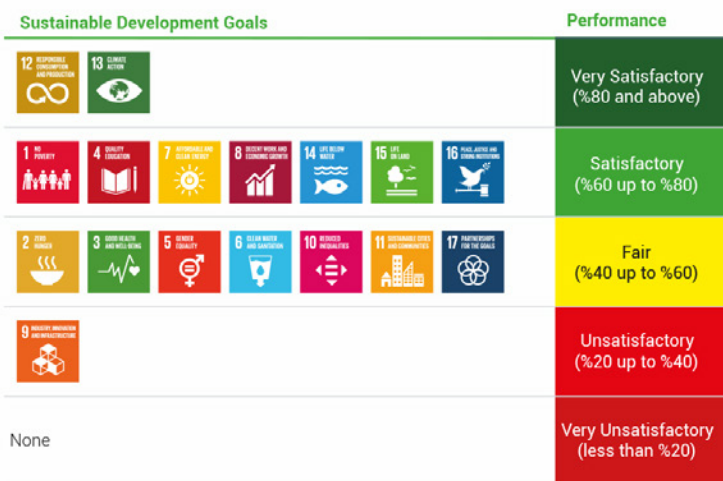 Sustainable Development Goals
Performance
12 RESPONSIBLE
CONSUMPTION
AND PRODUCTION
13 CLIMATE
ACTION
Very Satisfactory
(%80 and above)
1 NO
POVERTY
4 QUALITY
EDUCATION
7 AFFORDABLE AND
CLEAN ENERGY
8 DECENT WORK AND
ECONOMIC GROWTH
14 LIFE BELOW
WATER
15 LIFE
ON LAND
16 PEACE, JUSTICE AND
STRONG INSTITUTIONS
Satisfactory
(%60 up to %80)
2 ZERO
HUNGER
3 GOOD HEALTH
AND WELL-BEING
5 GENDER
EQUALITY
6 CLEAN WATER
AND SANITATION
10 REDUCED
INEQUALITIES
11 SUSTAINABLE CITIES
AND COMMUNITIES
17 PARTNERSHIPS
FOR THE GOALS
Fair
(%40 up to %60)
9 INDUSTRY, INNOVATION
AND INFRASTRUCTURE
Unsatisfactory
(%20 up to %40)
None
Very Unsatisfactory
(less than %20)